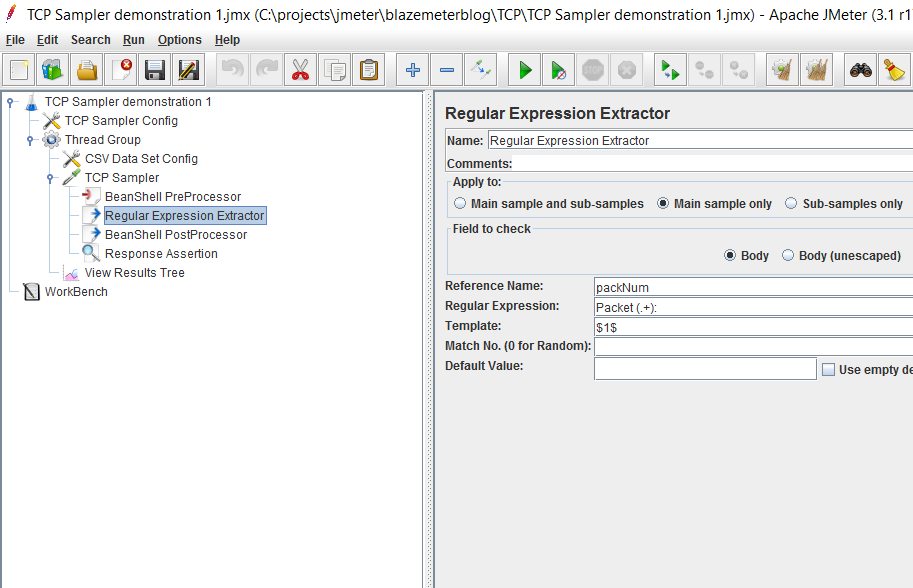 TCP Sampler demonstration 1.jmx (C:\projects\jmeter\blazemeterblog\TCP\TCP Sampler demonstration 1.jmx) - Apache JMeter (3.1 r1
File Edit Search Run Options Help
STOP
TCP Sampler demonstration 1
TCP Sampler Config
Thread Group
CSV Data Set Config
TCP Sampler
BeanShell PreProcessor
Regular Expression Extractor
BeanShell PostProcessor
Response Assertion
View Results Tree
WorkBench
Regular Expression Extractor
Name: Regular Expression Extractor
Comments:
Apply to:
Main sample and sub-samples Main sample only Sub-samples only
Field to check
Body Body (unescaped)
Reference Name: packNum
Regular Expression: Packet (.+):
Template: $1$
Match No. (0 for Random):
Default Value: Use empty de